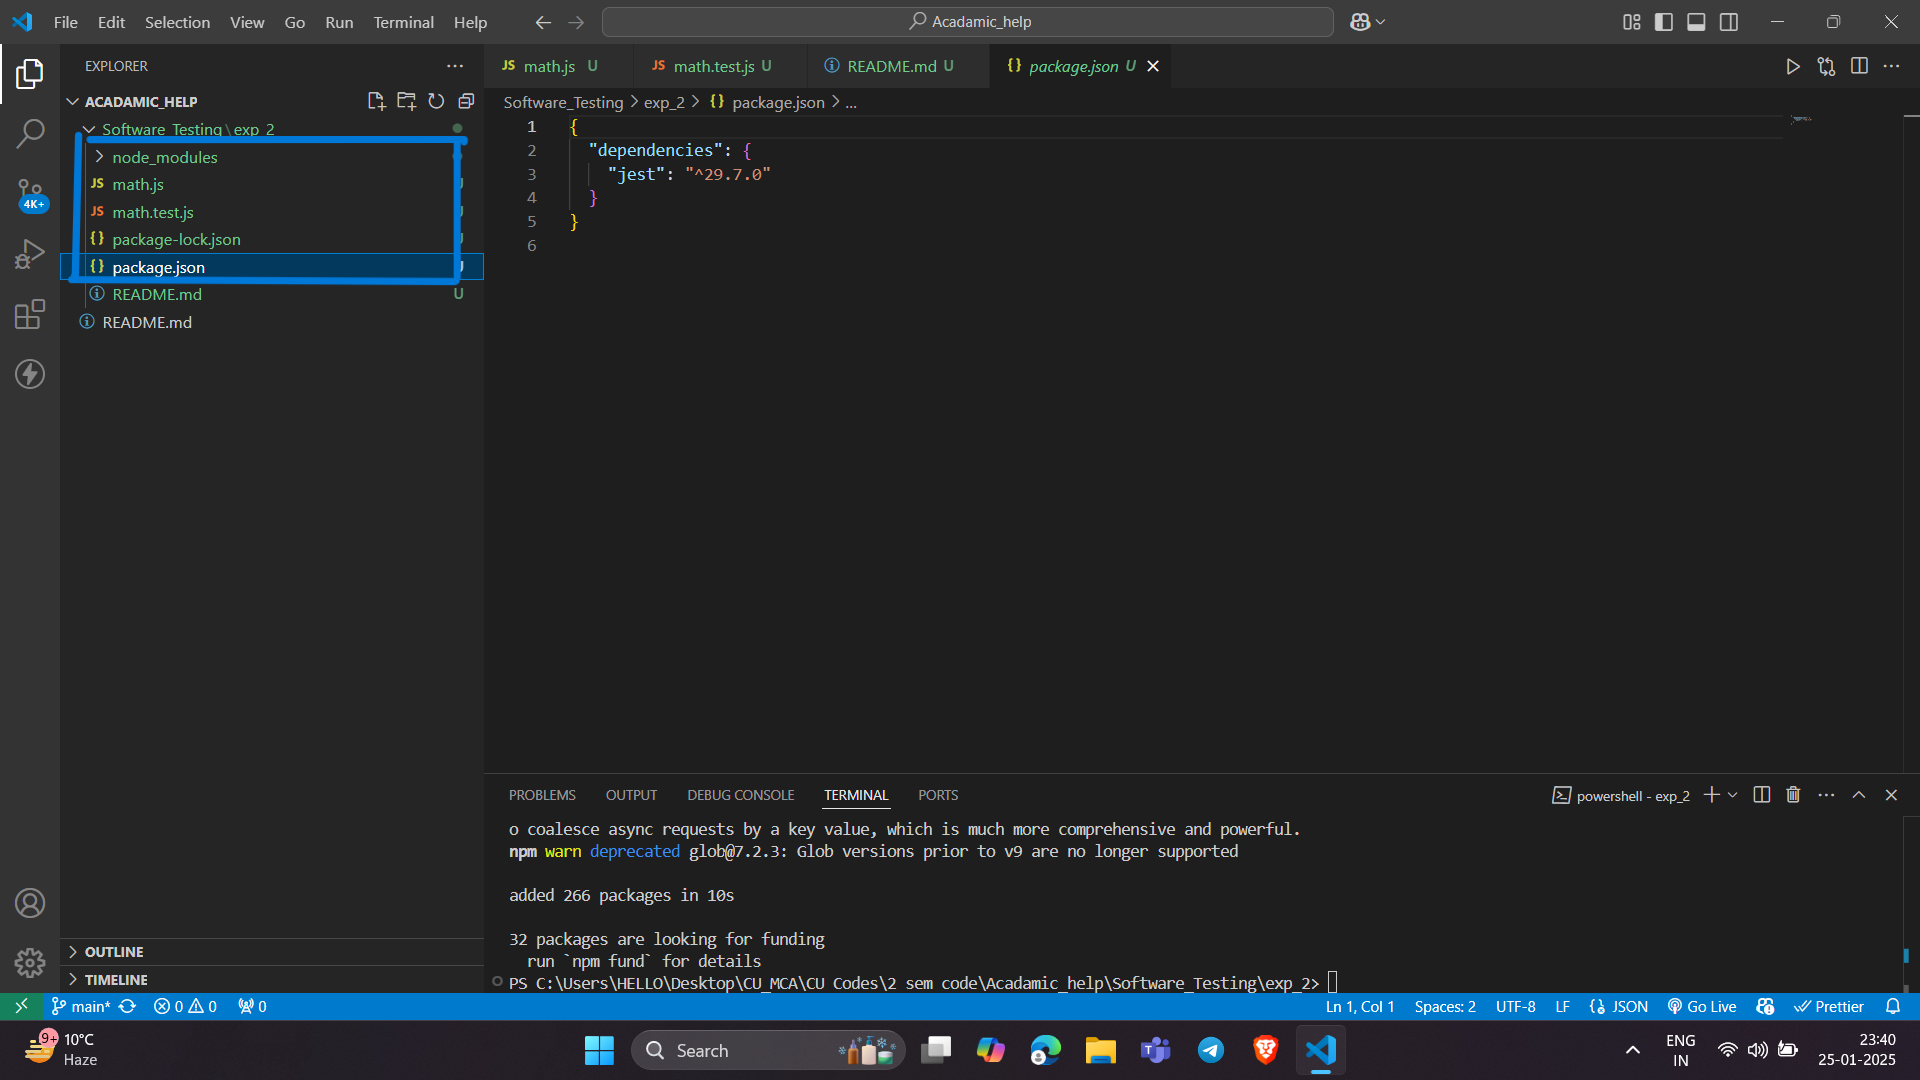 File Edit Selection View Go Run Terminal Help
Acadamic_help
EXPLORER
ACADAMIC_HELP
Software_Testing\exp_2
node_modules
JS math.js
JS math.test.js
{} package-lock.json
{} package.json
README.md U
README.md
OUTLINE
TIMELINE
4K+
JS math.js U
JS math.test.js U
README.md U
{} package.json U
Software_Testing > exp_2 > {} package.json > ...
1 {
2 "dependencies": {
3 "jest": "^29.7.0"
4 }
5 }
6
PROBLEMS OUTPUT DEBUG CONSOLE TERMINAL PORTS
powershell - exp_2
o coalesce async requests by a key value, which is much more comprehensive and powerful.
npm warn deprecated glob@7.2.3: Glob versions prior to v9 are no longer supported
added 266 packages in 10s
32 packages are looking for funding
run `npm fund` for details
PS C:\Users\HELLO\Desktop\CU_MCA\CU Codes\2 sem code\Acadamic_help\Software_Testing\exp_2>
main* 0 0 0
Ln 1, Col 1 Spaces: 2 UTF-8 LF {} JSON Go Live Prettier
9+
10°C
Haze
Search
ENG
IN
23:40
25-01-2025